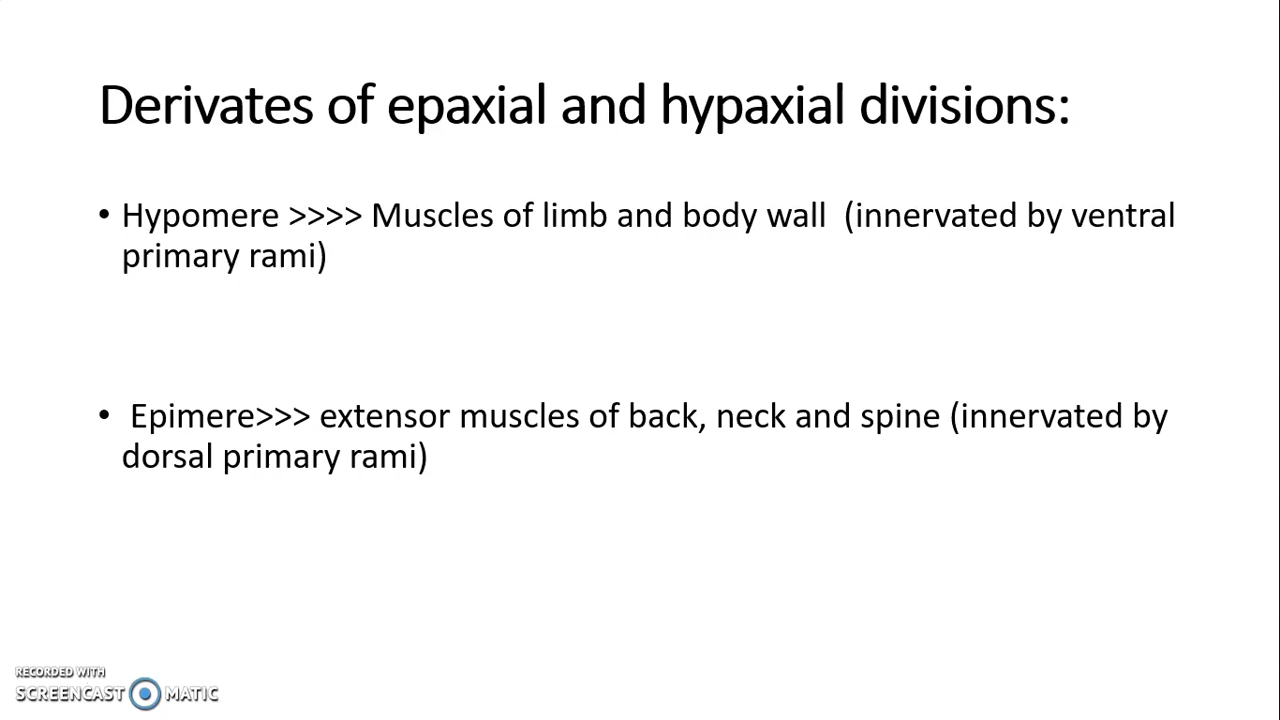 Derivates of epaxial and hypaxial divisions:
• Hypomere >>>> Muscles of limb and body wall  (innervated by ventral
primary rami)
•  Epimere>>> extensor muscles of back, neck and spine (innervated by
dorsal primary rami)
RECORDED WITH
SCREENCAST MATIC